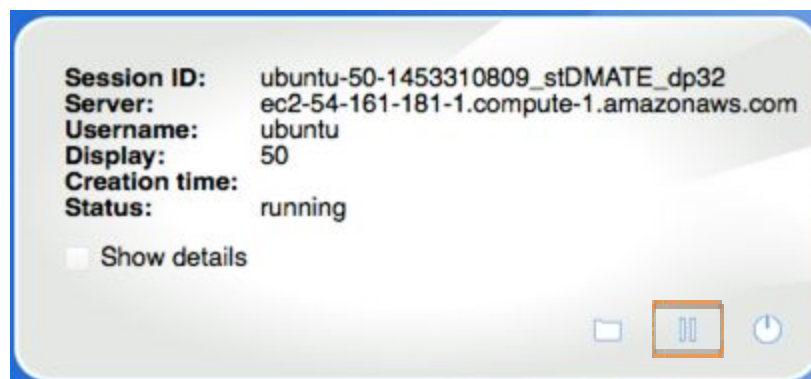 Session ID: ubuntu-50-1453310809_stDMATE_dp32
Server: ec2-54-161-181-1.compute-1.amazonaws.com
Username: ubuntu
Display: 50
Creation time:
Status: running
Show details